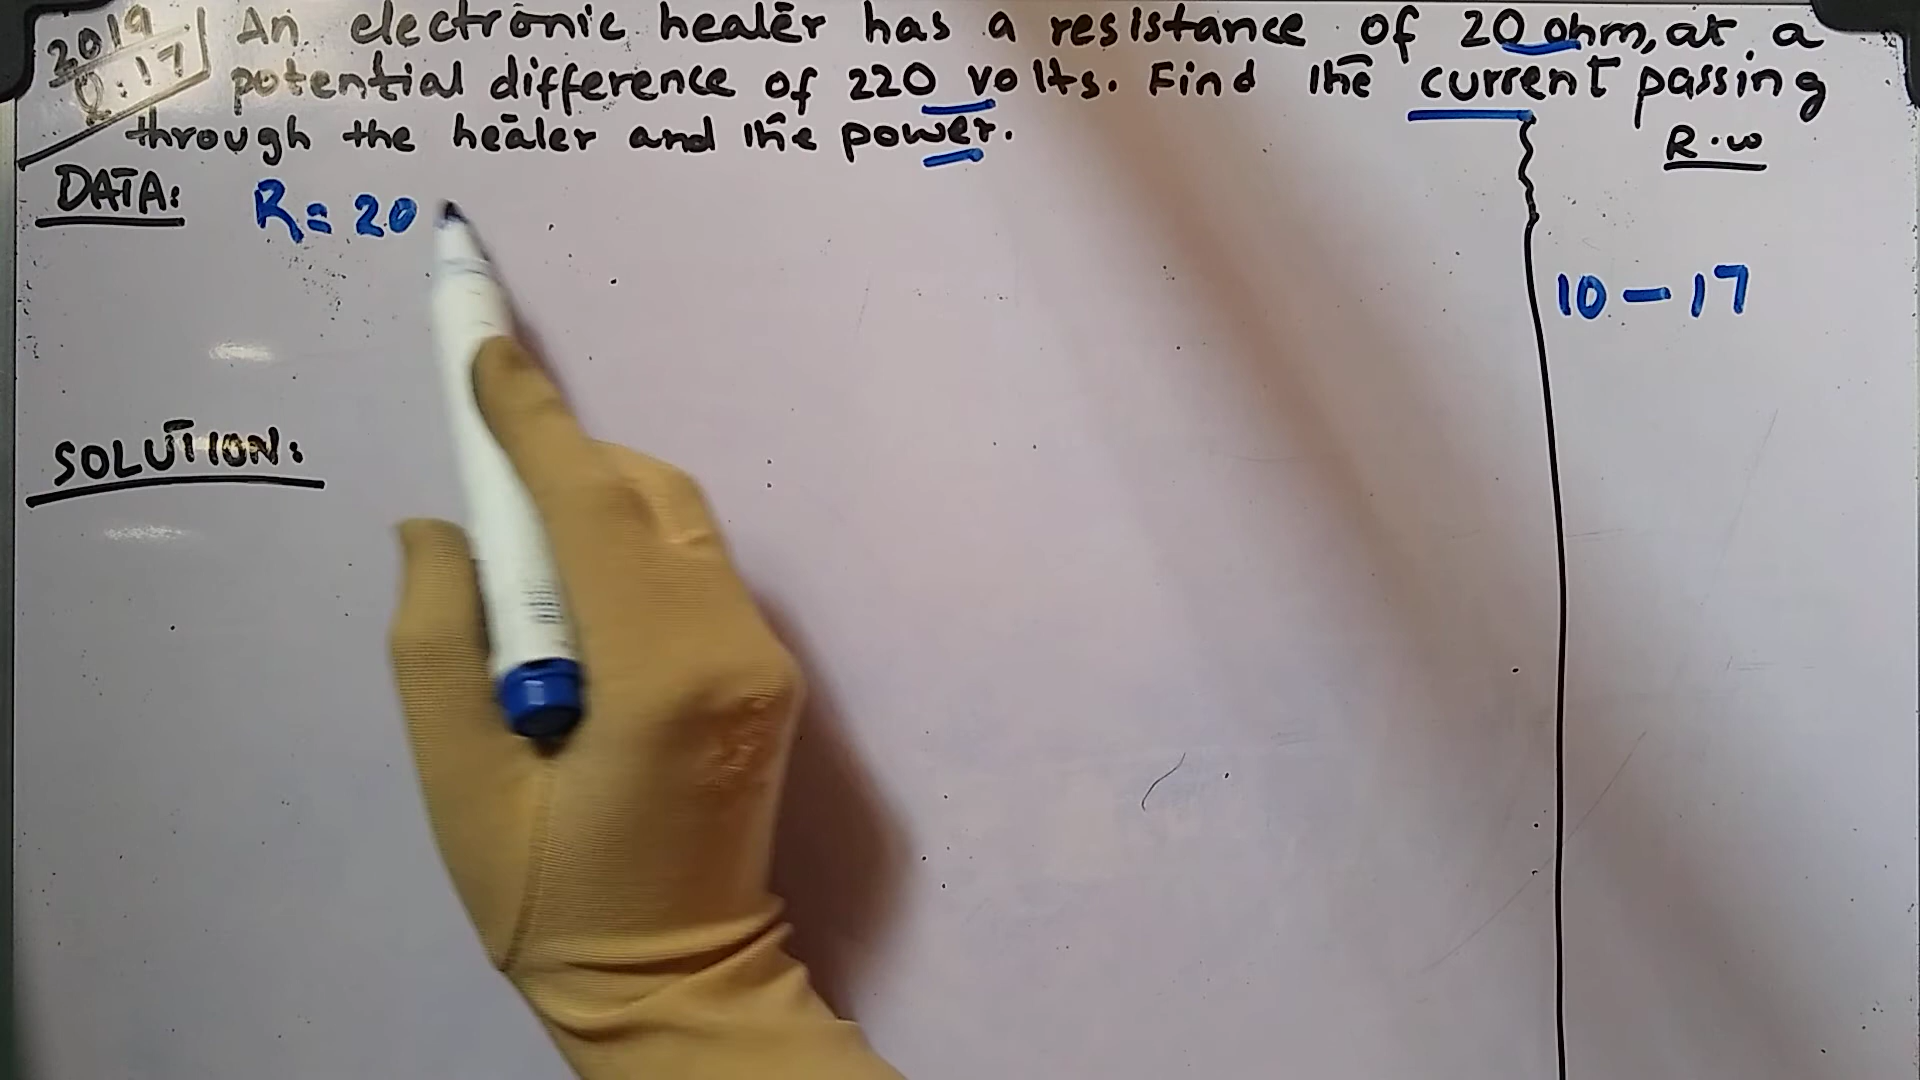 2019
Q:17
An electronic healer has a resistance of 20 ohm, at a
potential difference of 220 volts. Find the current passing
through the healer and the power.
R.w
DATA: R = 20
10 - 17
SOLUTION: